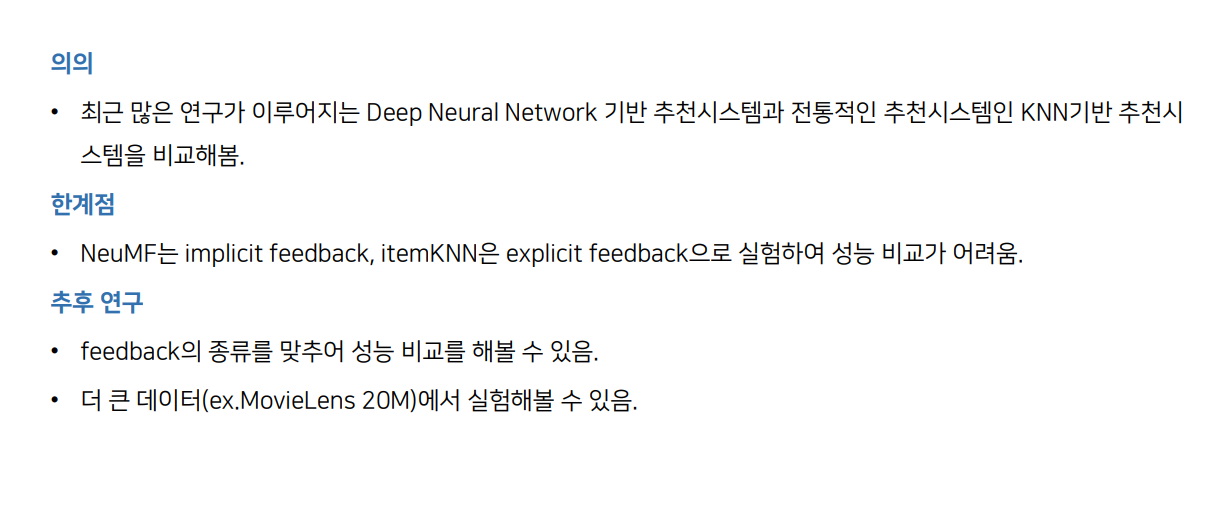 의의
• 최근 많은 연구가 이루어지는 Deep Neural Network 기반 추천시스템과 전통적인 추천시스템인 KNN기반 추천시
스템을 비교해봄.
한계점
• NeuMF는 implicit feedback, itemKNN은 explicit feedback으로 실험하여 성능 비교가 어려움.
추후 연구
• feedback의 종류를 맞추어 성능 비교를 해볼 수 있음.
• 더 큰 데이터(ex.MovieLens 20M)에서 실험해볼 수 있음.